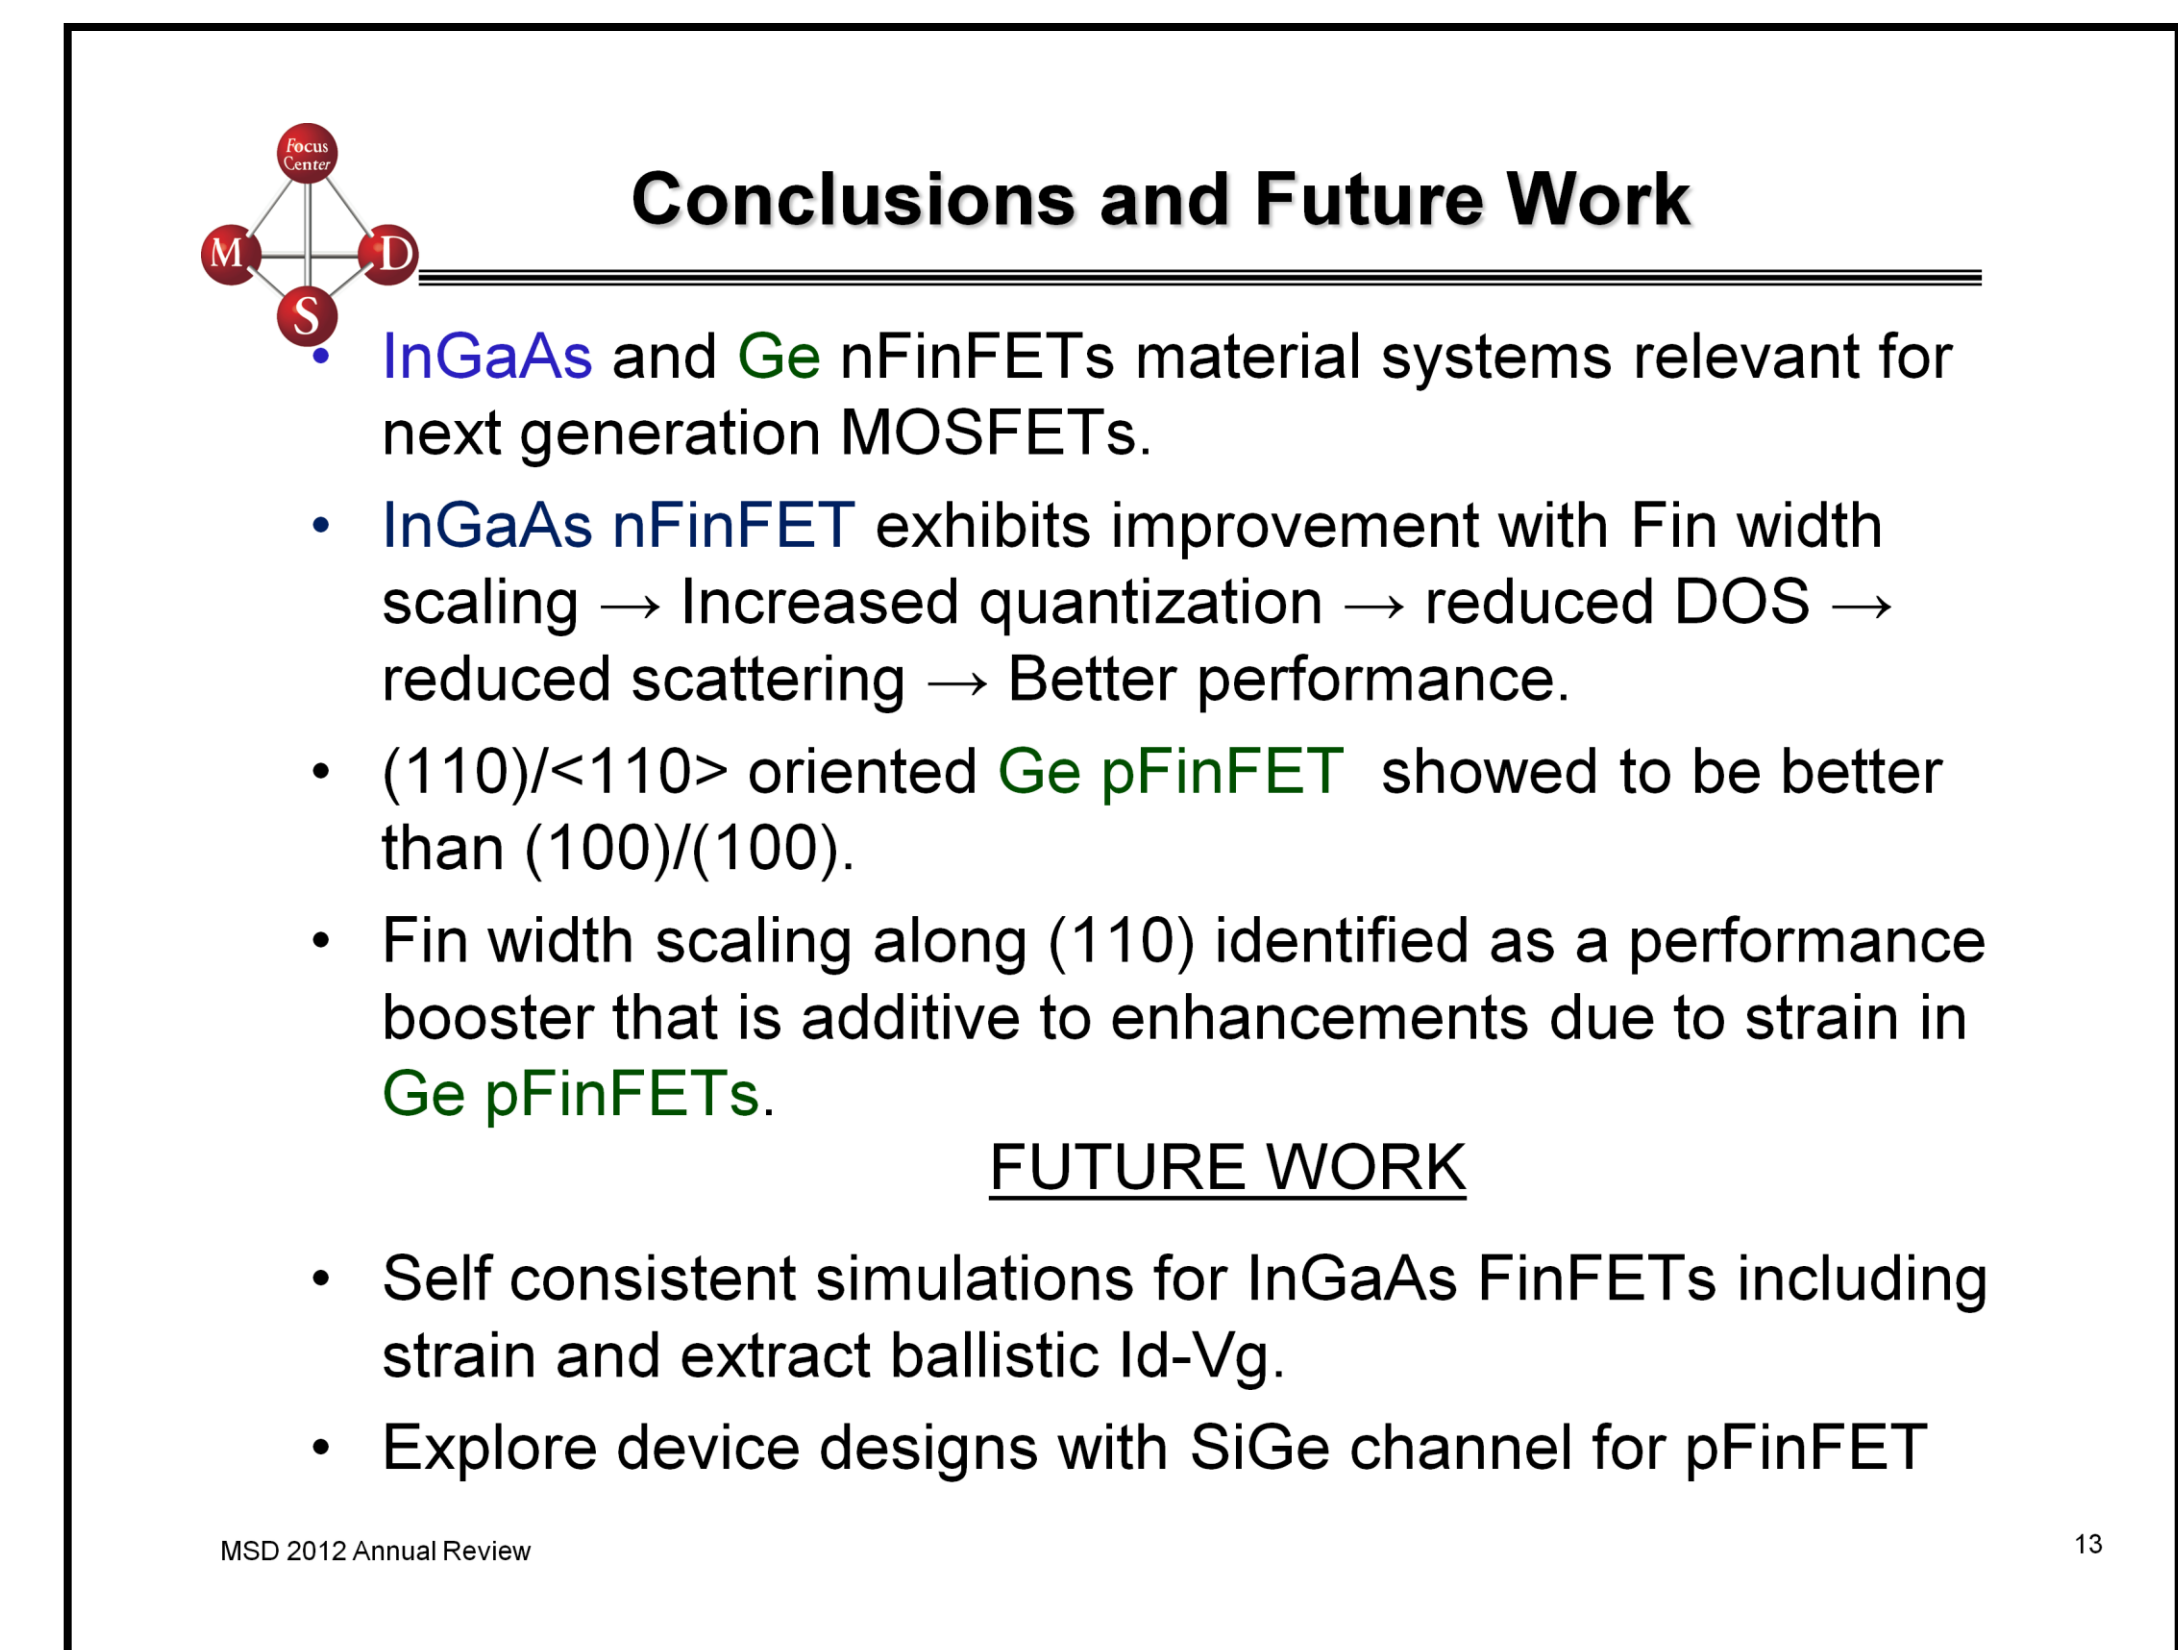 Focus
Center
M
D
S
Conclusions and Future Work
• InGaAs and Ge nFinFETs material systems relevant for
next generation MOSFETs.
• InGaAs nFinFET exhibits improvement with Fin width
scaling → Increased quantization → reduced DOS →
reduced scattering → Better performance.
• (110)/<110> oriented Ge pFinFET showed to be better
than (100)/(100).
• Fin width scaling along (110) identified as a performance
booster that is additive to enhancements due to strain in
Ge pFinFETs.
FUTURE WORK
• Self consistent simulations for InGaAs FinFETs including
strain and extract ballistic Id-Vg.
• Explore device designs with SiGe channel for pFinFET
MSD 2012 Annual Review
13